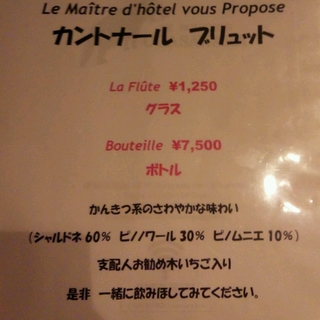 Le Maître d'hôtel vous Propose
カントナール ブリュット
La Flûte ¥1,250
グラス
Bouteille ¥7,500
ボトル
かんきつ系のさわやかな味わい
（シャルドネ 60% ピノノワール 30% ピノムニエ 10%）
支配人お勧め木いちご入り
是非 一緒に飲みほしてみてください。